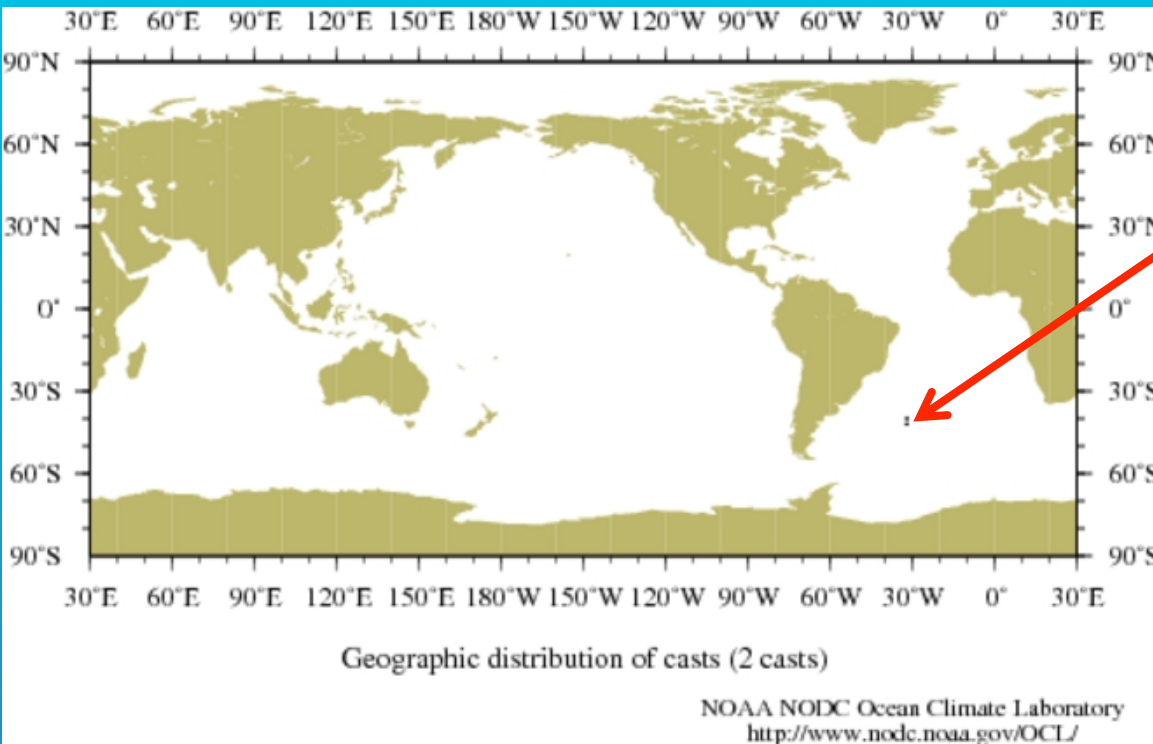 30°E 60°E 90°E 120°E 150°E 180°W 150°W 120°W 90°W 60°W 30°W 0° 30°E
90°N 90°N
60°N 60°N
30°N 30°N
0° 0°
30°S 30°S
60°S 60°S
90°S 90°S
30°E 60°E 90°E 120°E 150°E 180°W 150°W 120°W 90°W 60°W 30°W 0° 30°E
Geographic distribution of casts (2 casts)
NOAA NODC Ocean Climate Laboratory
http://www.nodc.noaa.gov/OCL/